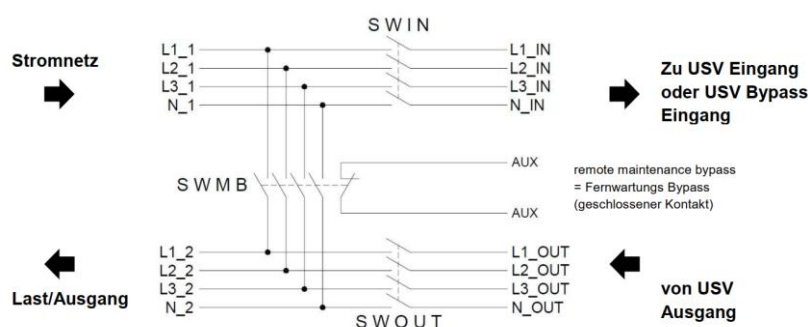 SWIN
Stromnetz
L1_1
L2_1
L3_1
N_1
L1_IN
L2_IN
L3_IN
N_IN
Zu USV Eingang
oder USV Bypass
Eingang
SWMB
AUX
AUX
remote maintenance bypass
= Fernwartungs Bypass
(geschlossener Kontakt)
Last/Ausgang
L1_2
L2_2
L3_2
N_2
L1_OUT
L2_OUT
L3_OUT
N_OUT
von USV
Ausgang
SWOUT